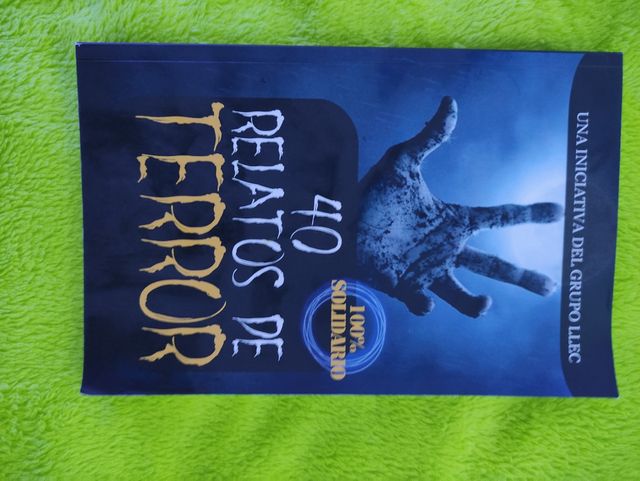 UNA INICIATIVA DEL GRUPO LLEC
100%
SOLIDARIO
40
RELATOS DE
TERROR